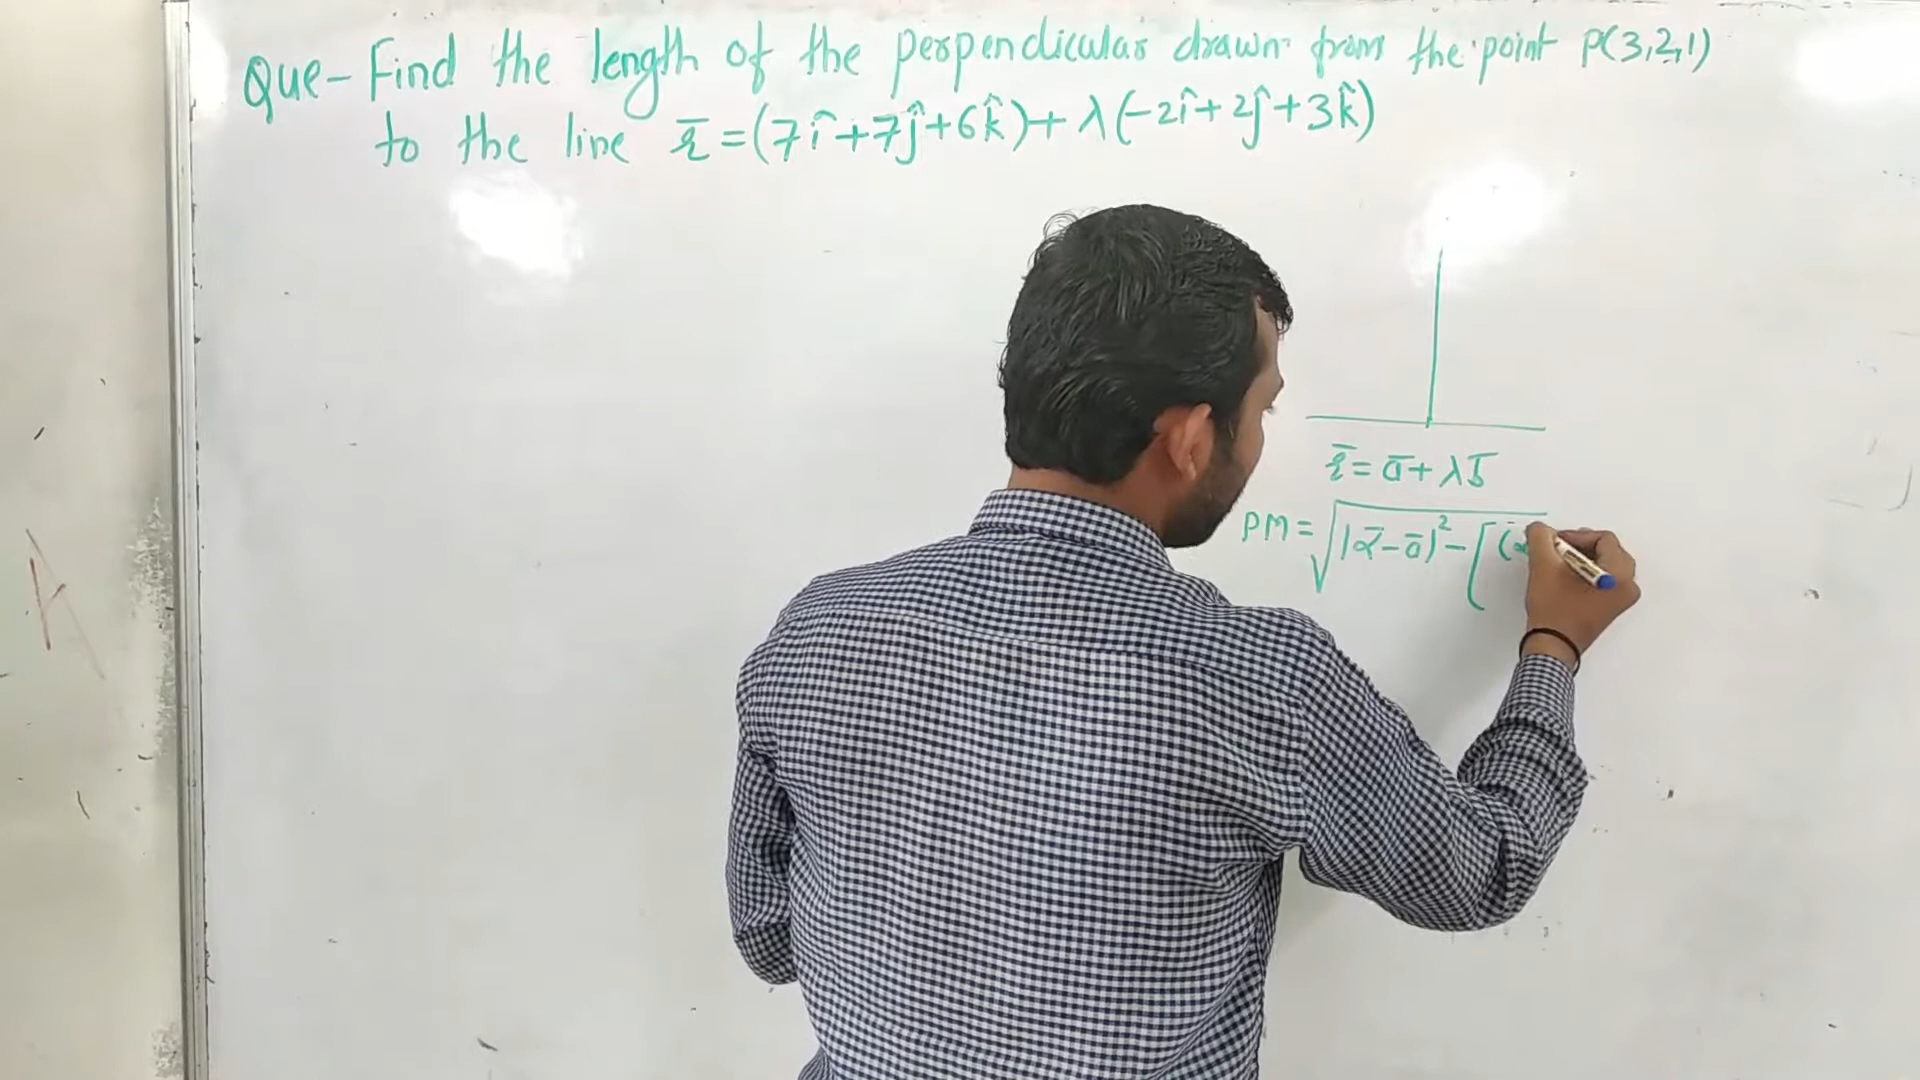 Que- Find the length of the perpendicular drawn from the point P(3,2,1)
to the line r̄ = (7î+7ĵ+6k̂)+λ(-2î+2ĵ+3k̂)
r̄ = ā+λb̄
PM = √|ᾱ-ā)²-[(
A